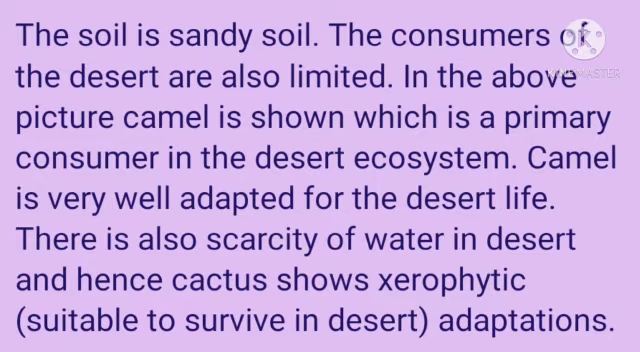 The soil is sandy soil. The consumers of
the desert are also limited. In the above
picture camel is shown which is a primary
consumer in the desert ecosystem. Camel
is very well adapted for the desert life.
There is also scarcity of water in desert
and hence cactus shows xerophytic
(suitable to survive in desert) adaptations.
KINEMASTER